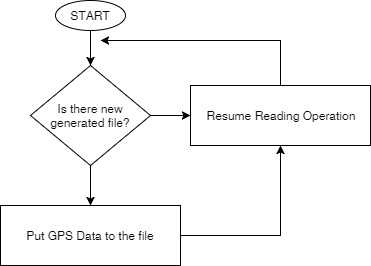 START
Is there new
generated file?
Resume Reading Operation
Put GPS Data to the file